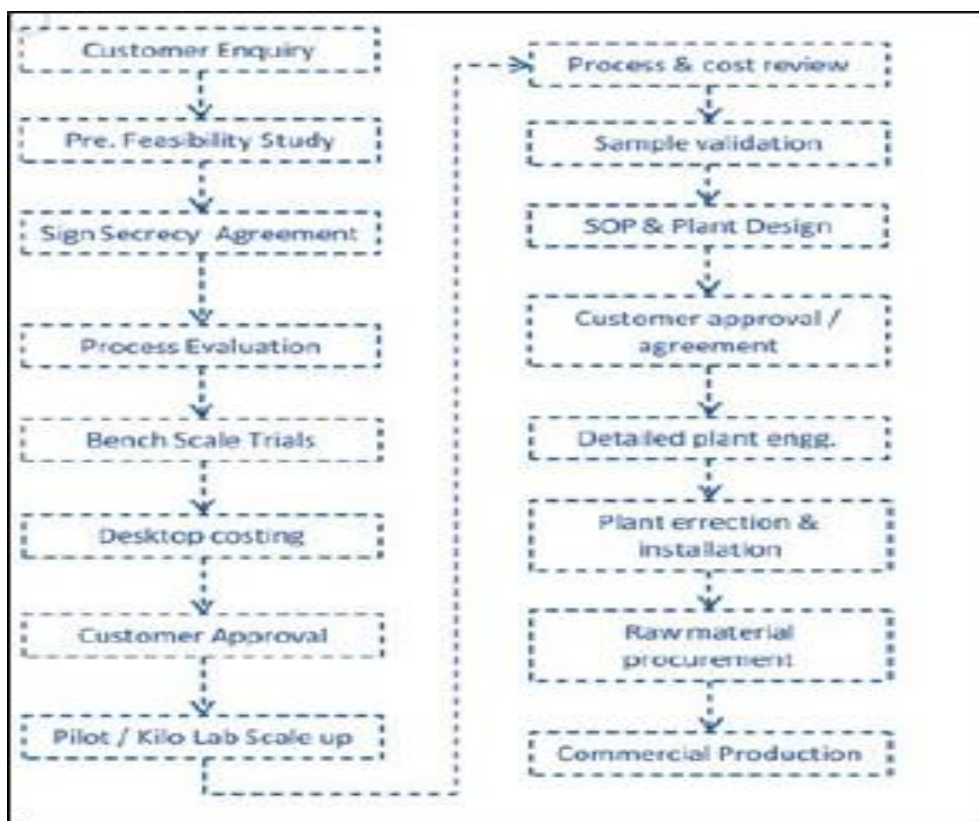 Customer Enquiry
Pre. Feasibility Study
Sign Secrecy Agreement
Process Evaluation
Bench Scale Trials
Desktop costing
Customer Approval
Pilot / Kilo Lab Scale up
Process & cost review
Sample validation
SOP & Plant Design
Customer approval /
agreement
Detailed plant engg.
Plant errection &
installation
Raw material
procurement
Commercial Production